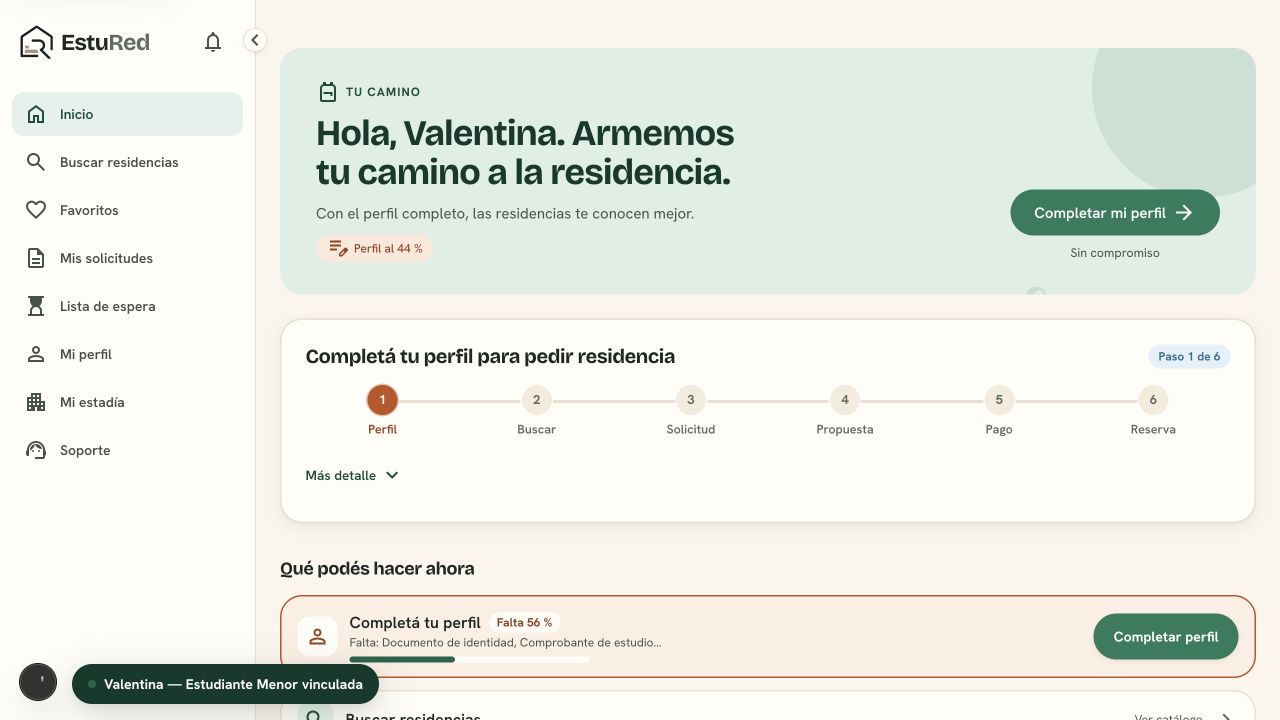 EstuRed
Inicio
Buscar residencias
Favoritos
Mis solicitudes
Lista de espera
Mi perfil
Mi estadía
Soporte
TU CAMINO
Hola, Valentina. Armemos
tu camino a la residencia.
Con el perfil completo, las residencias te conocen mejor.
Perfil al 44 %
Completar mi perfil
Sin compromiso
Completá tu perfil para pedir residencia
Paso 1 de 6
1 2 3 4 5 6
Perfil Buscar Solicitud Propuesta Pago Reserva
Más detalle
Qué podés hacer ahora
Completá tu perfil Falta 56 %
Falta: Documento de identidad, Comprobante de estudio...
Completar perfil
Buscar residencias
Ver catálogo
Valentina — Estudiante Menor vinculada